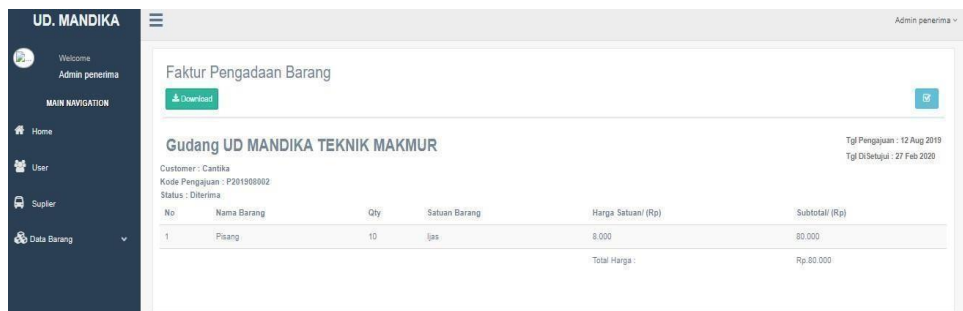 UD. MANDIKA
Admin penerima
Welcome
Admin penerima
MAIN NAVIGATION
Home
User
Suplier
Data Barang
Faktur Pengadaan Barang
Download
Gudang UD MANDIKA TEKNIK MAKMUR
Tgl Pengajuan : 12 Aug 2019
Tgl DiSetujui : 27 Feb 2020
Customer : Cantika
Kode Pengajuan : P201908002
Status : Diterima
No Nama Barang Qty Satuan Barang Harga Satuan/ (Rp) Subtotal/ (Rp)
1 Pisang 10 ljas 8.000 80.000
Total Harga : Rp.80.000